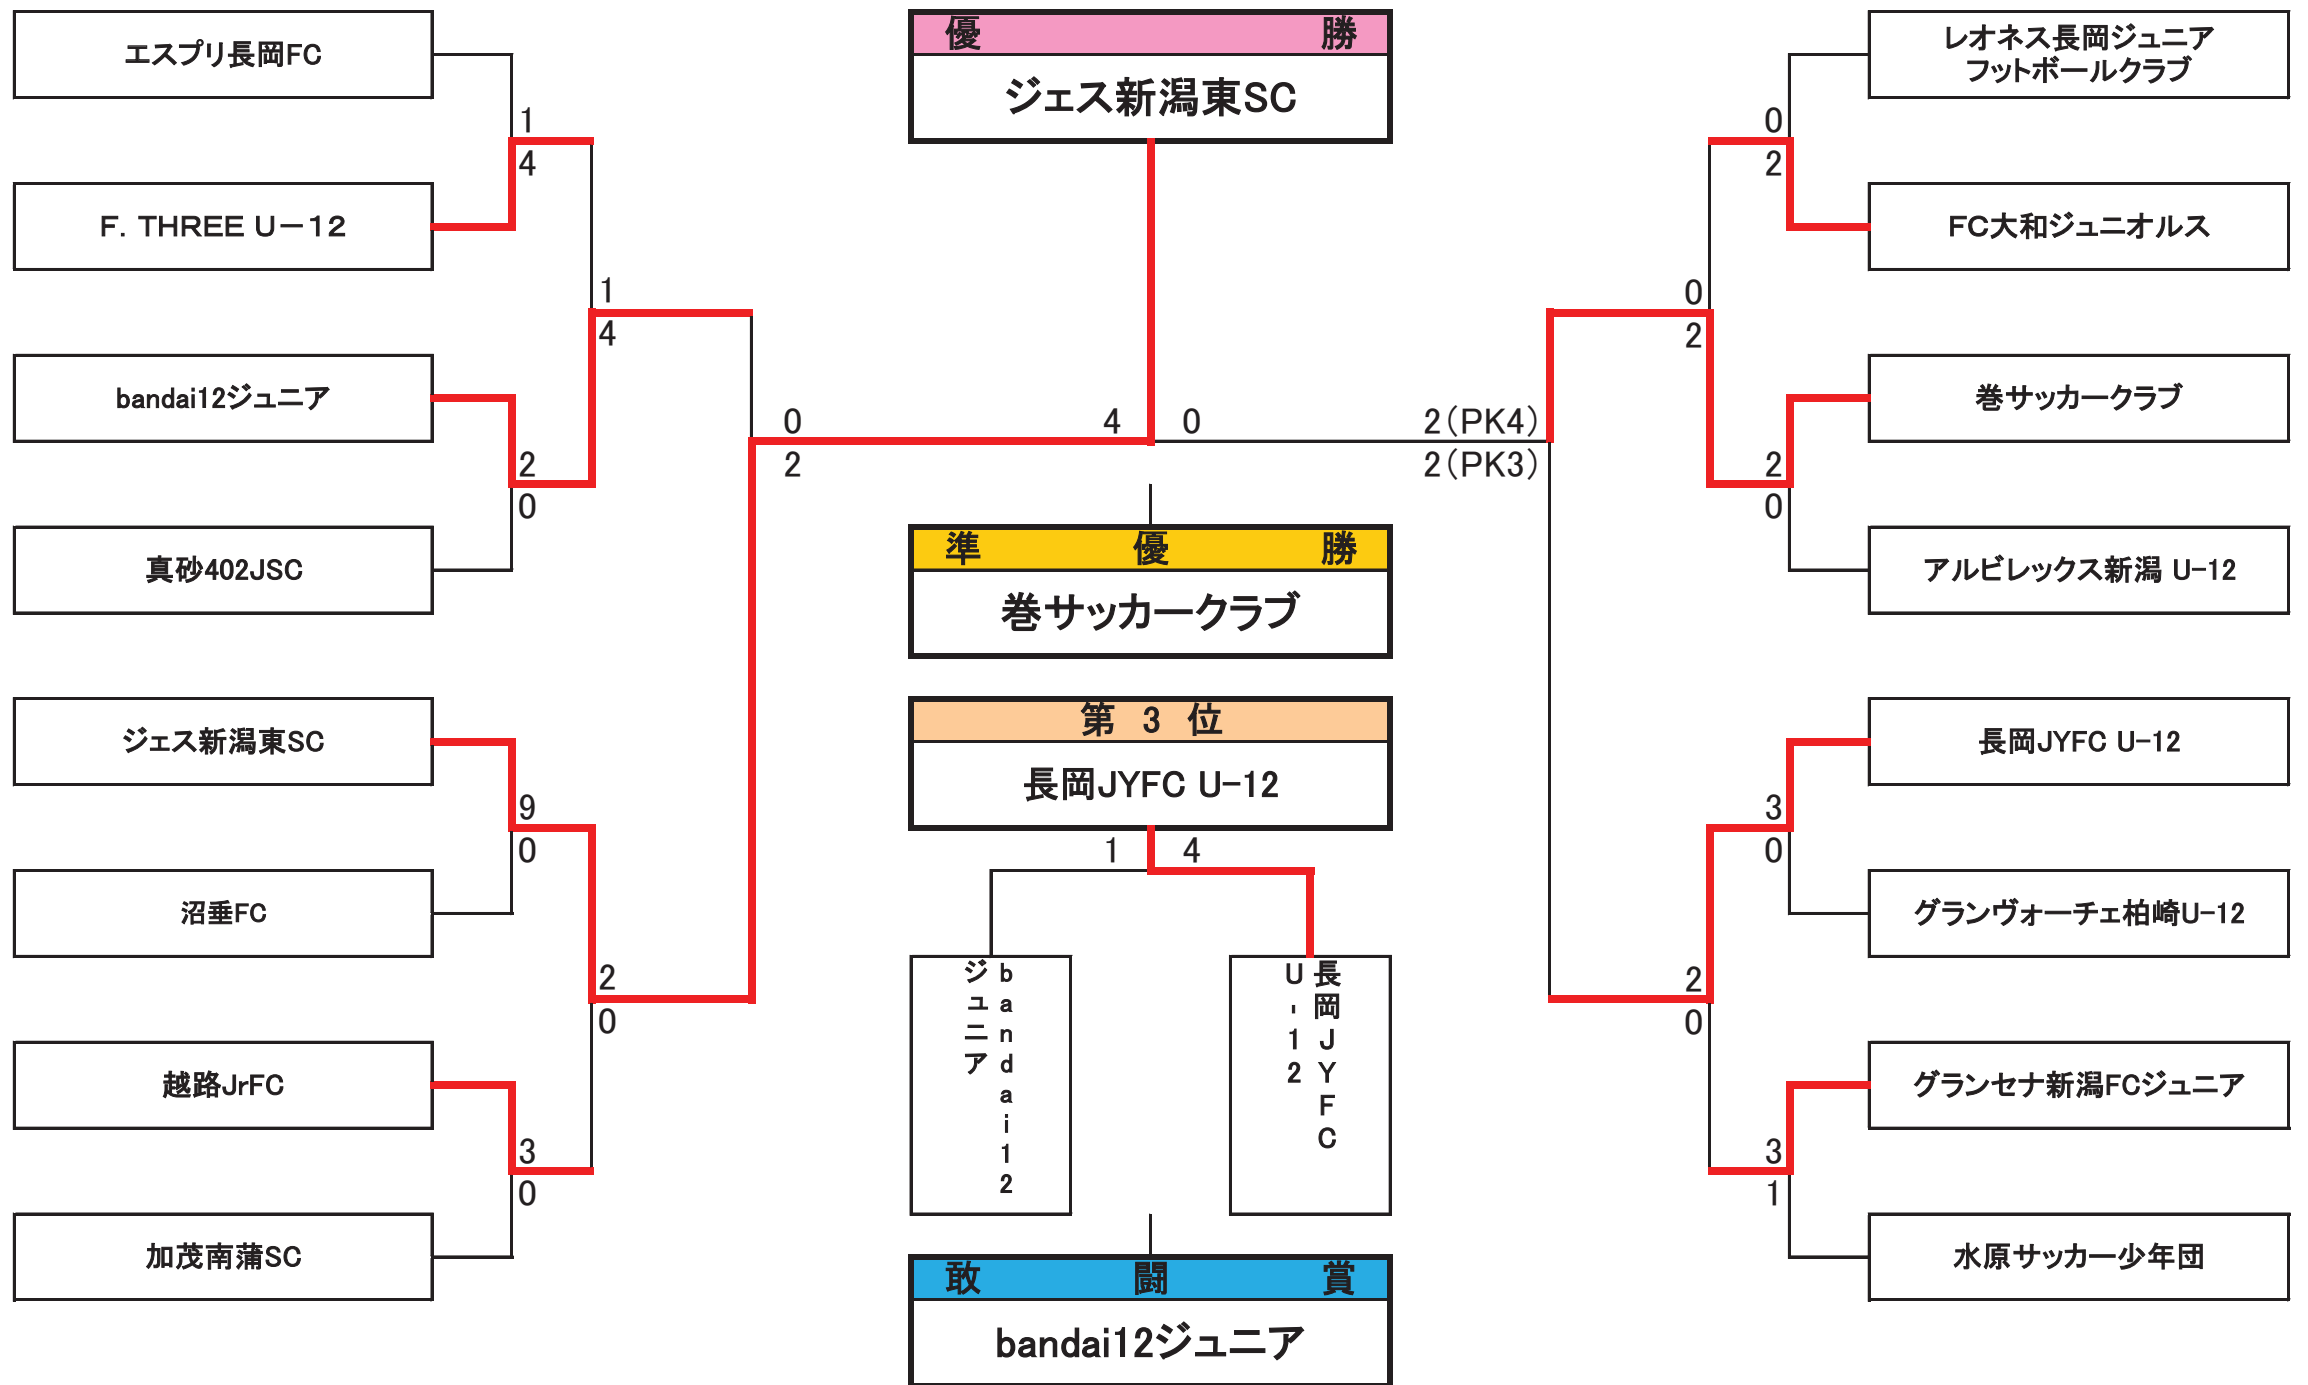 エスプリ長岡FC
1
4
F．THREE U－12
1
4
bandai12ジュニア
2
0
真砂402JSC
0
2
ジェス新潟東SC
9
0
沼垂FC
2
0
越路JrFC
3
0
加茂南蒲SC
優 勝
ジェス新潟東SC
4 0
準 優 勝
巻サッカークラブ
第 3 位
長岡JYFC U-12
1 4
bandai12
ジュニア
長岡JYFC
U-12
敢 闘 賞
bandai12ジュニア
レオネス長岡ジュニア
フットボールクラブ
0
2
FC大和ジュニオルス
0
2
巻サッカークラブ
2
0
アルビレックス新潟 U-12
2(PK4)
2(PK3)
長岡JYFC U-12
3
0
グランヴォーチェ柏崎U-12
2
0
グランセナ新潟FCジュニア
3
1
水原サッカー少年団